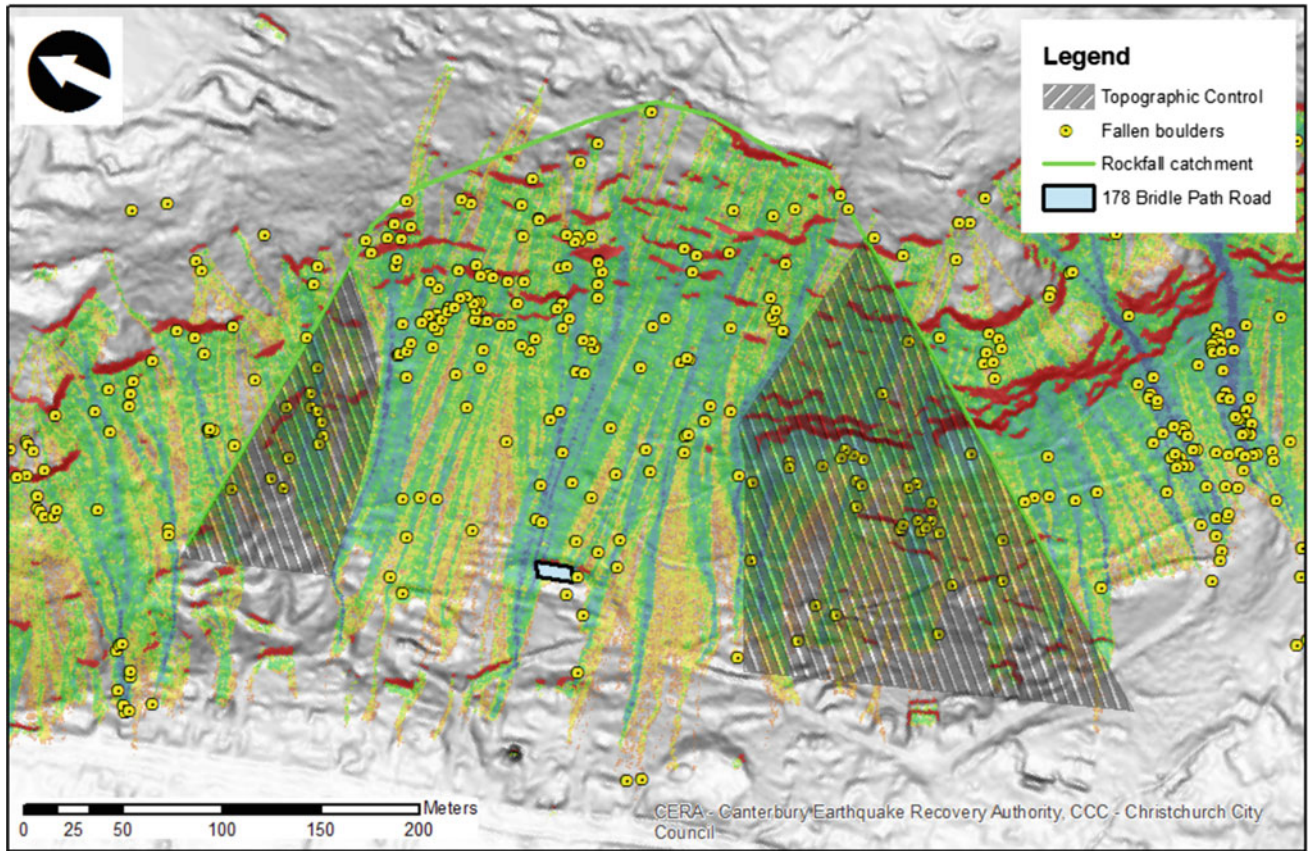 Legend
Topographic Control
Fallen boulders
Rockfall catchment
178 Bridle Path Road
Meters
0 25 50 100 150 200
CERA - Canterbury Earthquake Recovery Authority, CCC - Christchurch City
Council